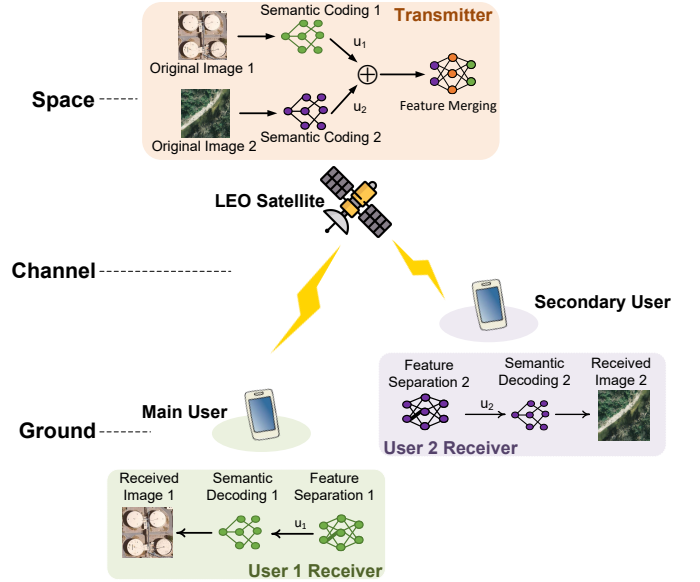 Semantic Coding 1
Transmitter
u1
Original Image 1
Space
u2
Feature Merging
Semantic Coding 2
Original Image 2
LEO Satellite
Channel
Secondary User
Feature
Separation 2
Semantic
Decoding 2
Received
Image 2
u2
Main User
Ground
User 2 Receiver
Received
Image 1
Semantic
Decoding 1
Feature
Separation 1
u1
User 1 Receiver